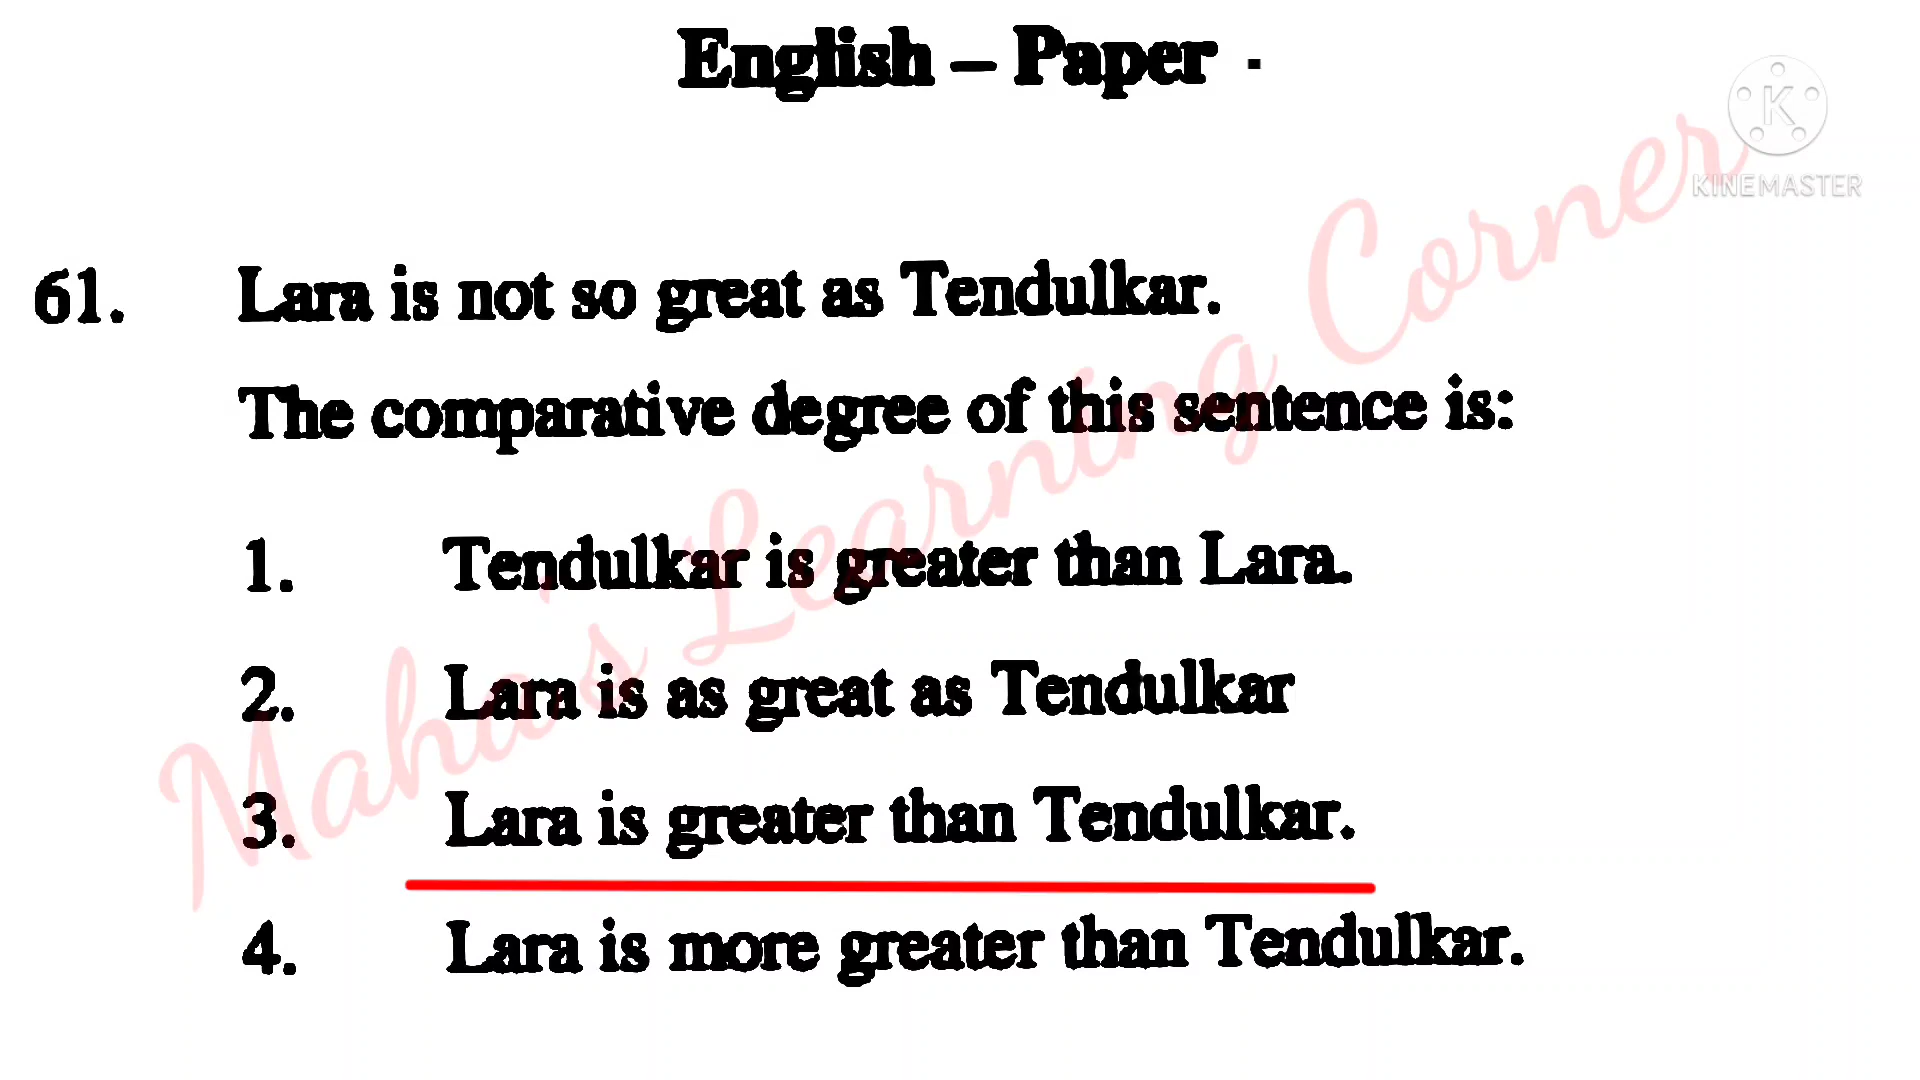 English – Paper -
K
KINEMASTER
61. Lara is not so great as Tendulkar.
The comparative degree of this sentence is:
1. Tendulkar is greater than Lara.
2. Lara is as great as Tendulkar
3. Lara is greater than Tendulkar.
4. Lara is more greater than Tendulkar.
Maha's Learning Corner